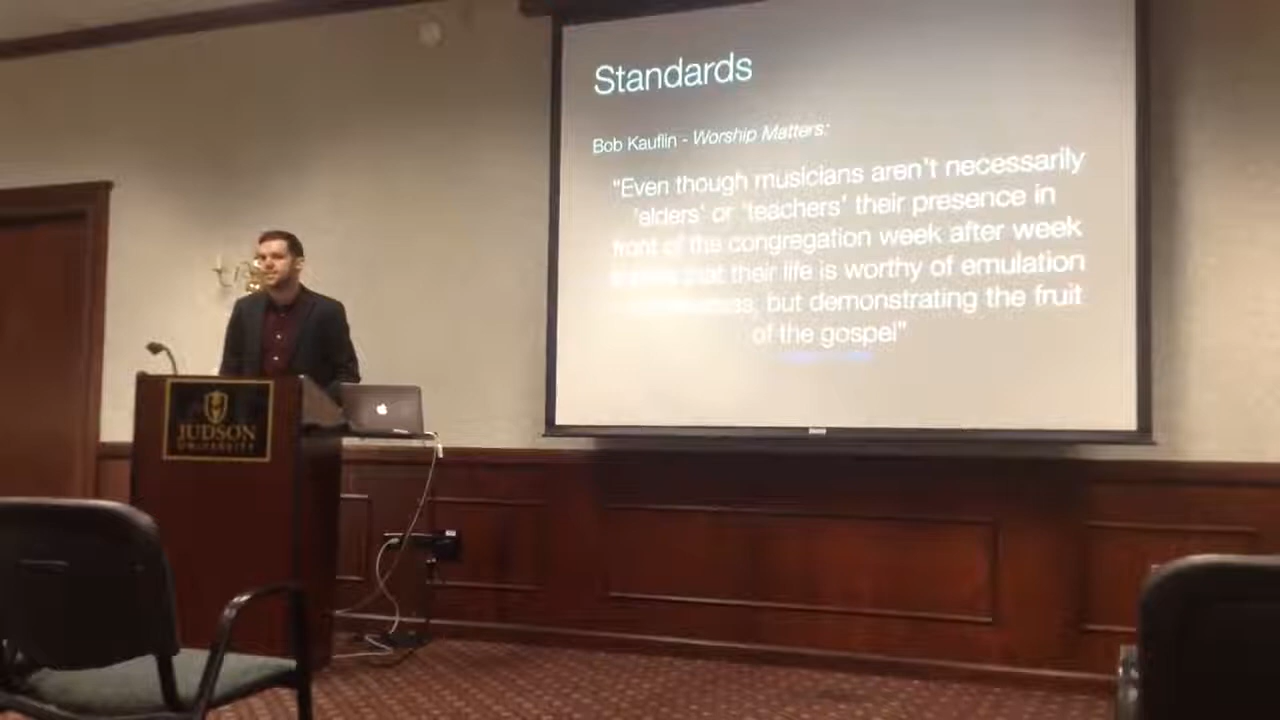 Standards
Bob Kauflin - Worship Matters:
"Even though musicians aren't necessarily
'elders' or 'teachers' their presence in
front of the congregation week after week
that their life is worthy of emulation
but demonstrating the fruit
of the gospel"
JUDSON
UNIVERSITY